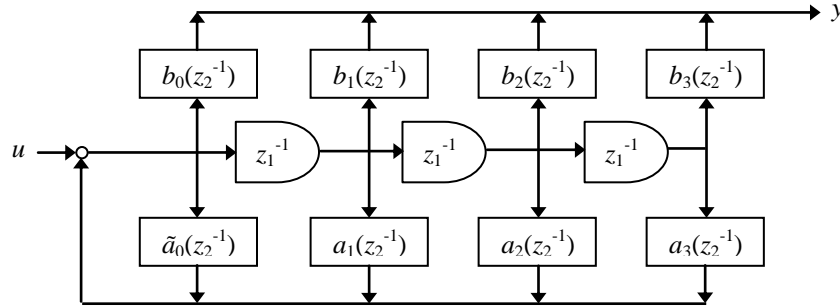 y
b₀(z₂⁻¹) b₁(z₂⁻¹) b₂(z₂⁻¹) b₃(z₂⁻¹)
u z₁⁻¹ z₁⁻¹ z₁⁻¹
ã₀(z₂⁻¹) a₁(z₂⁻¹) a₂(z₂⁻¹) a₃(z₂⁻¹)